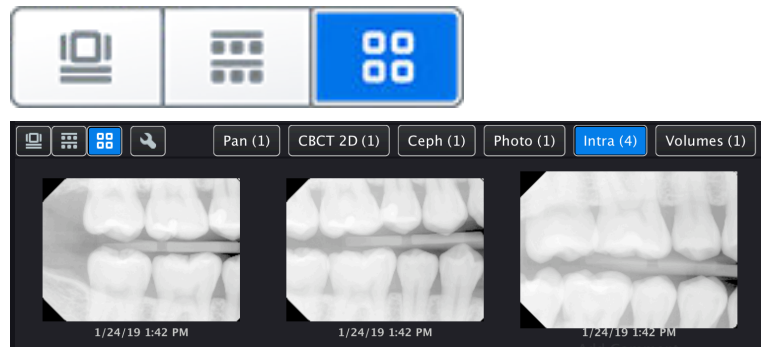 Pan (1) CBCT 2D (1) Ceph (1) Photo (1) Intra (4) Volumes (1)
1/24/19 1:42 PM 1/24/19 1:42 PM 1/24/19 1:42 PM